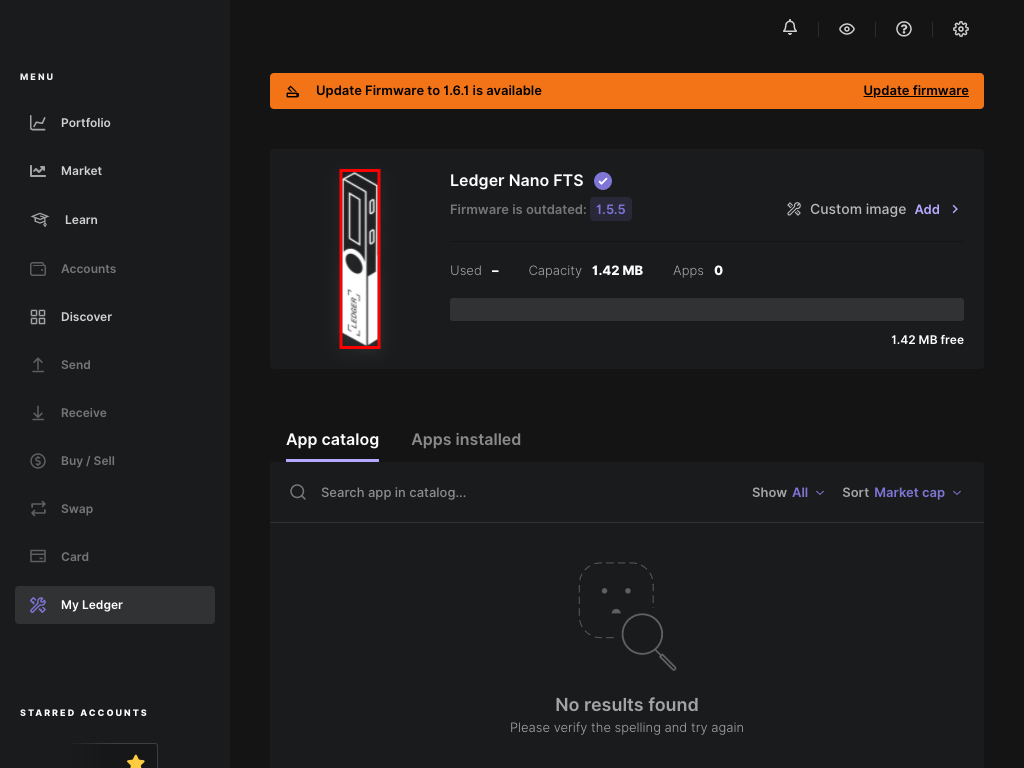 MENU
Portfolio
Market
Learn
Accounts
Discover
Send
Receive
Buy / Sell
Swap
Card
My Ledger
STARRED ACCOUNTS
Update Firmware to 1.6.1 is available
Update firmware
Ledger Nano FTS
Firmware is outdated: 1.5.5
Custom image Add
Used – Capacity 1.42 MB Apps 0
1.42 MB free
LEDGER
App catalog Apps installed
Search app in catalog...
Show All Sort Market cap
No results found
Please verify the spelling and try again